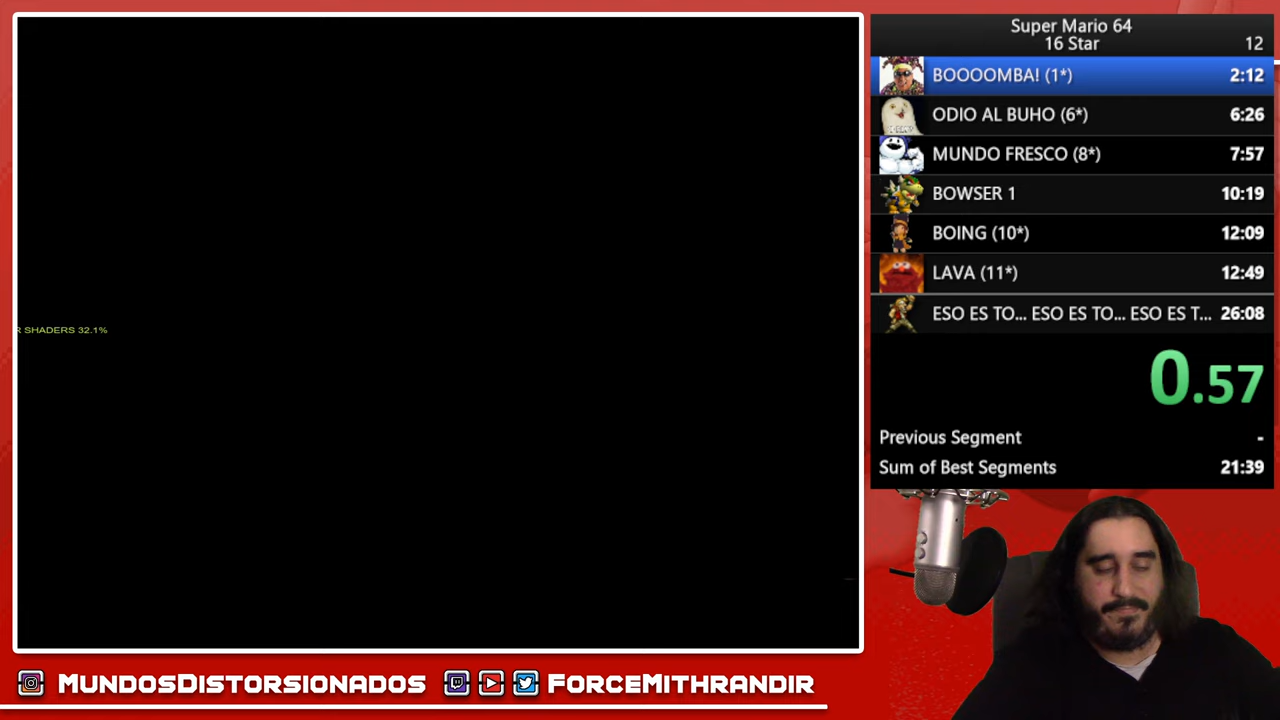 R SHADERS 32.1%
Super Mario 64
16 Star 12
BOOOOMBA! (1*) 2:12
ODIO AL BUHO (6*) 6:26
MUNDO FRESCO (8*) 7:57
BOWSER 1 10:19
BOING (10*) 12:09
LAVA (11*) 12:49
ESO ES TO... ESO ES TO... ESO ES T... 26:08
0.57
Previous Segment -
Sum of Best Segments 21:39
MUNDOSDISTORSIONADOS FORCEMITHRANDIR